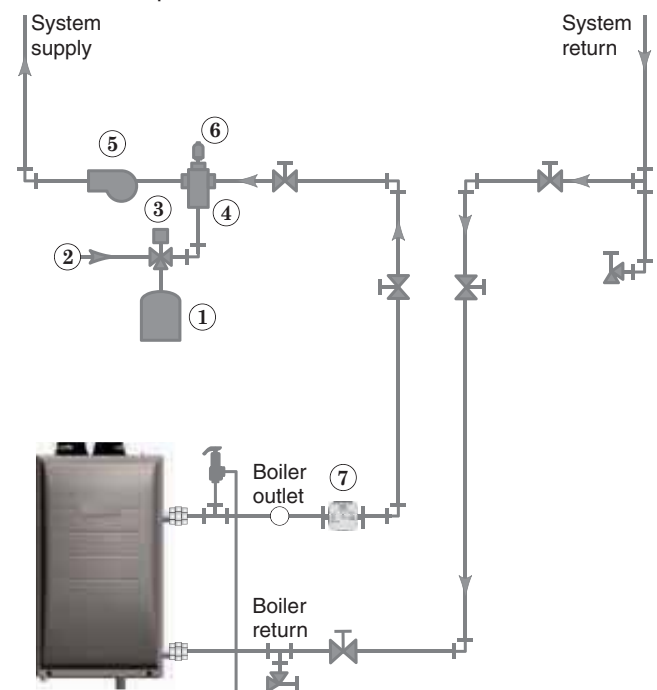 System
supply
System
return
5
6
3
4
2
1
Boiler
outlet
7
Boiler
return